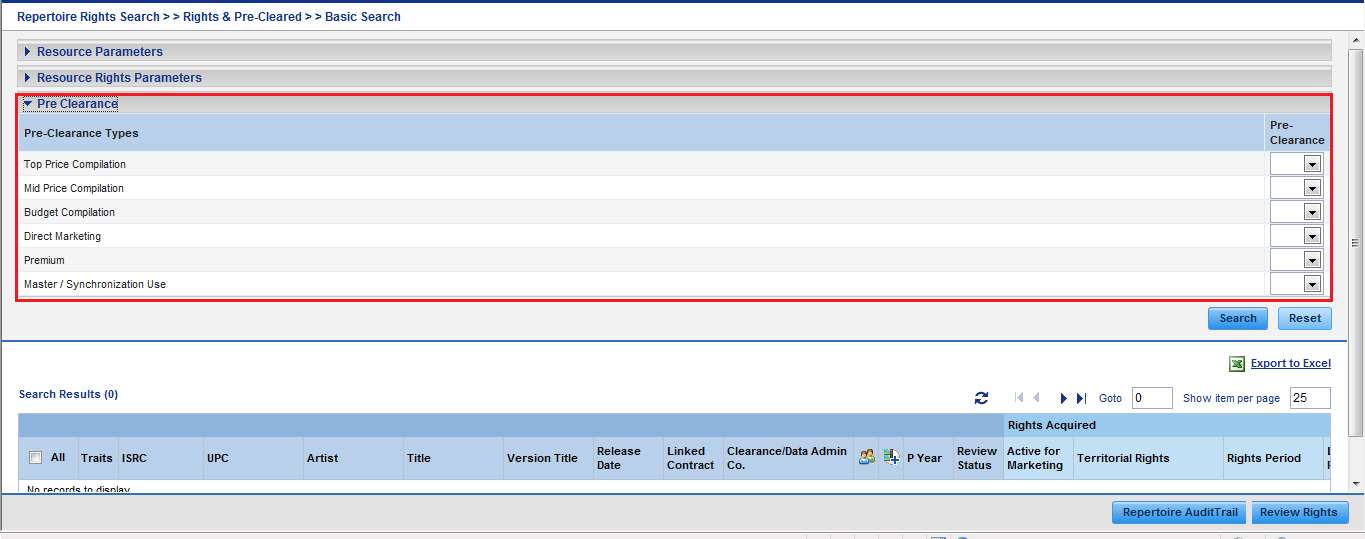 Repertoire Rights Search > > Rights & Pre-Cleared > > Basic Search
Resource Parameters
Resource Rights Parameters
Pre Clearance
Pre-Clearance Types
Pre-
Clearance
Top Price Compilation
Mid Price Compilation
Budget Compilation
Direct Marketing
Premium
Master / Synchronization Use
Search
Reset
Export to Excel
Search Results (0)
Goto
0
Show item per page
25
Rights Acquired
All
Traits
ISRC
UPC
Artist
Title
Version Title
Release
Date
Linked
Contract
Clearance/Data Admin
Co.
P Year
Review
Status
Active for
Marketing
Territorial Rights
Rights Period
No records to display
Repertoire AuditTrail
Review Rights